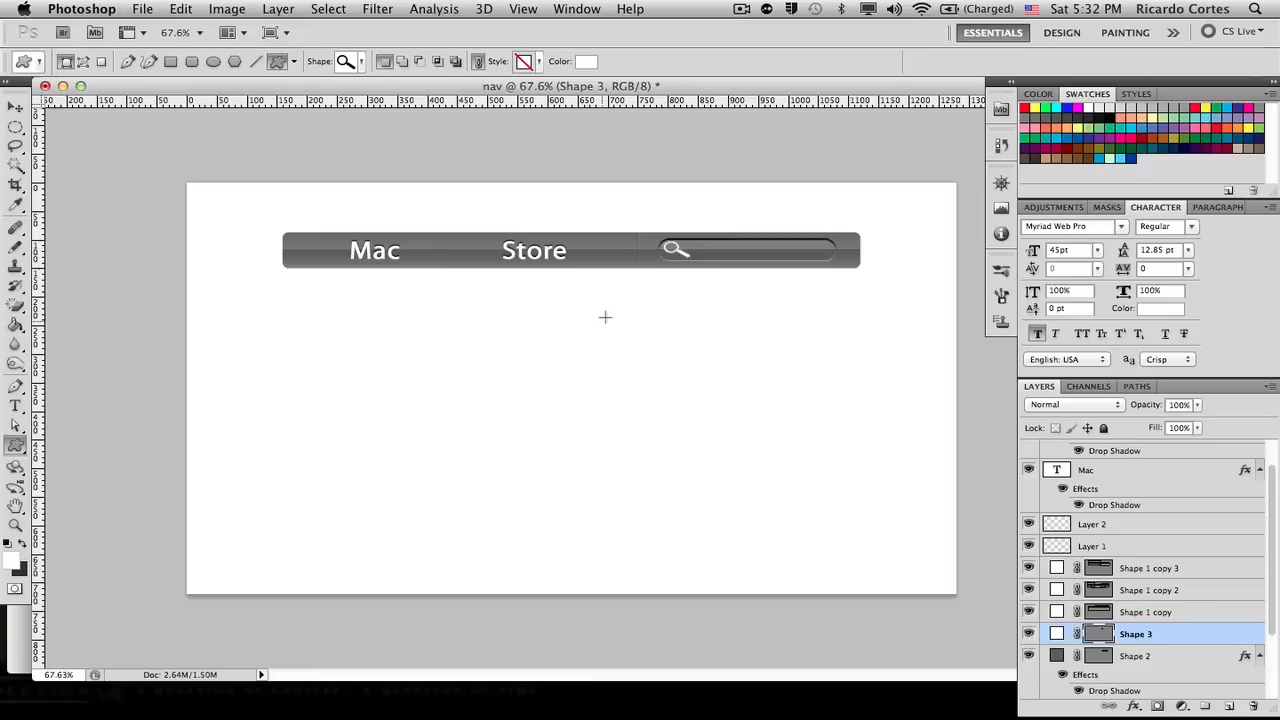 Photoshop File Edit Image Layer Select Filter Analysis 3D View Window Help (Charged) Sat 5:32 PM Ricardo Cortes
Ps Br Mb 67.6% ESSENTIALS DESIGN PAINTING CS Live
Shape: Style: Color:
nav @ 67.6% (Shape 3, RGB/8) *
COLOR SWATCHES STYLES
Mac Store
ADJUSTMENTS MASKS CHARACTER PARAGRAPH
Myriad Web Pro Regular
45pt 12.85 pt
0 0
100% 100%
0 pt Color:
English: USA Crisp
LAYERS CHANNELS PATHS
Normal Opacity: 100%
Lock: Fill: 100%
Drop Shadow
Mac fx
Effects
Drop Shadow
Layer 2
Layer 1
Shape 1 copy 3
Shape 1 copy 2
Shape 1 copy
Shape 3
Shape 2 fx
Effects
Drop Shadow
67.63% Doc: 2.64M/1.50M